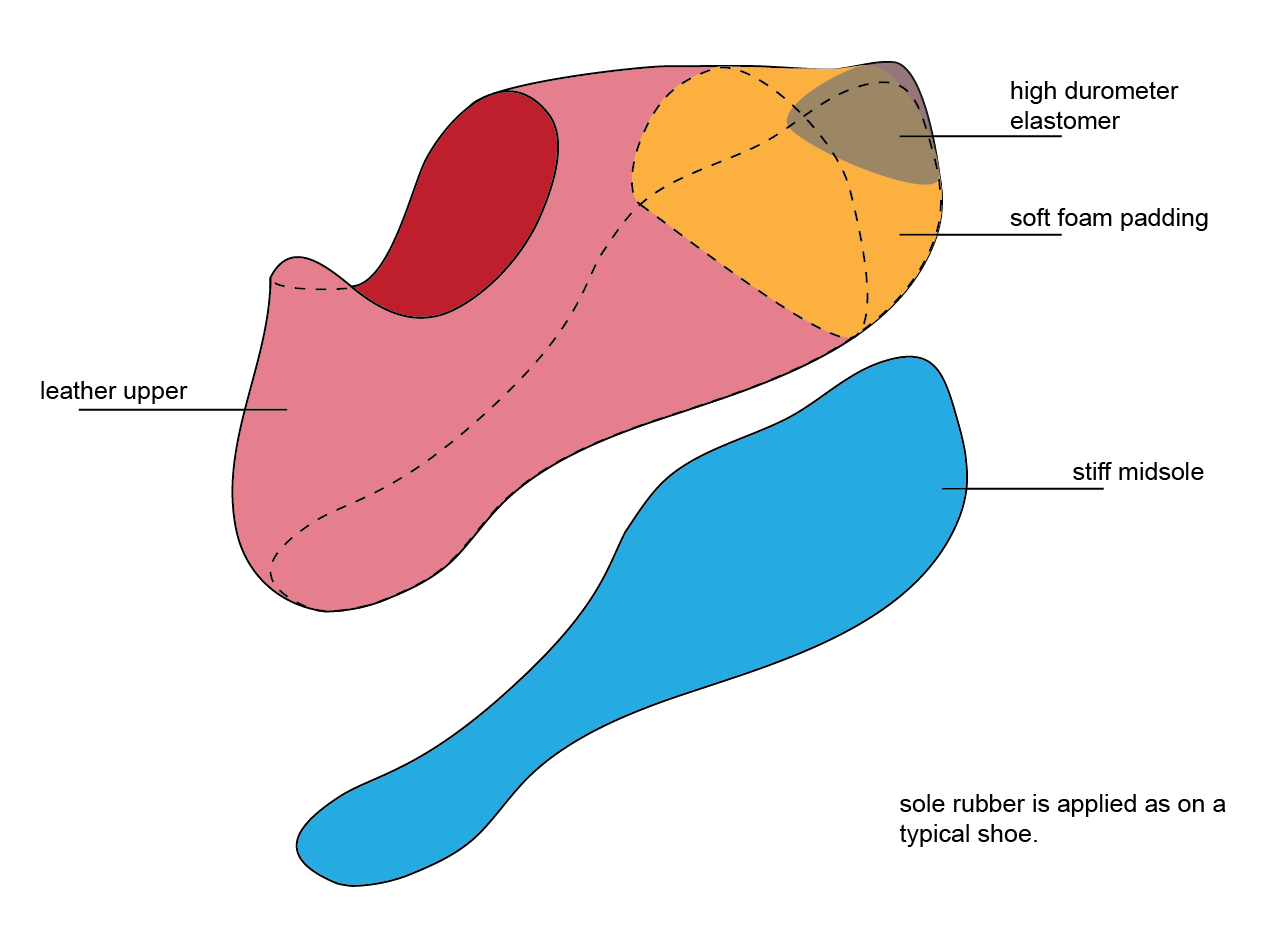 high durometer
elastomer
soft foam padding
leather upper
stiff midsole
sole rubber is applied as on a
typical shoe.